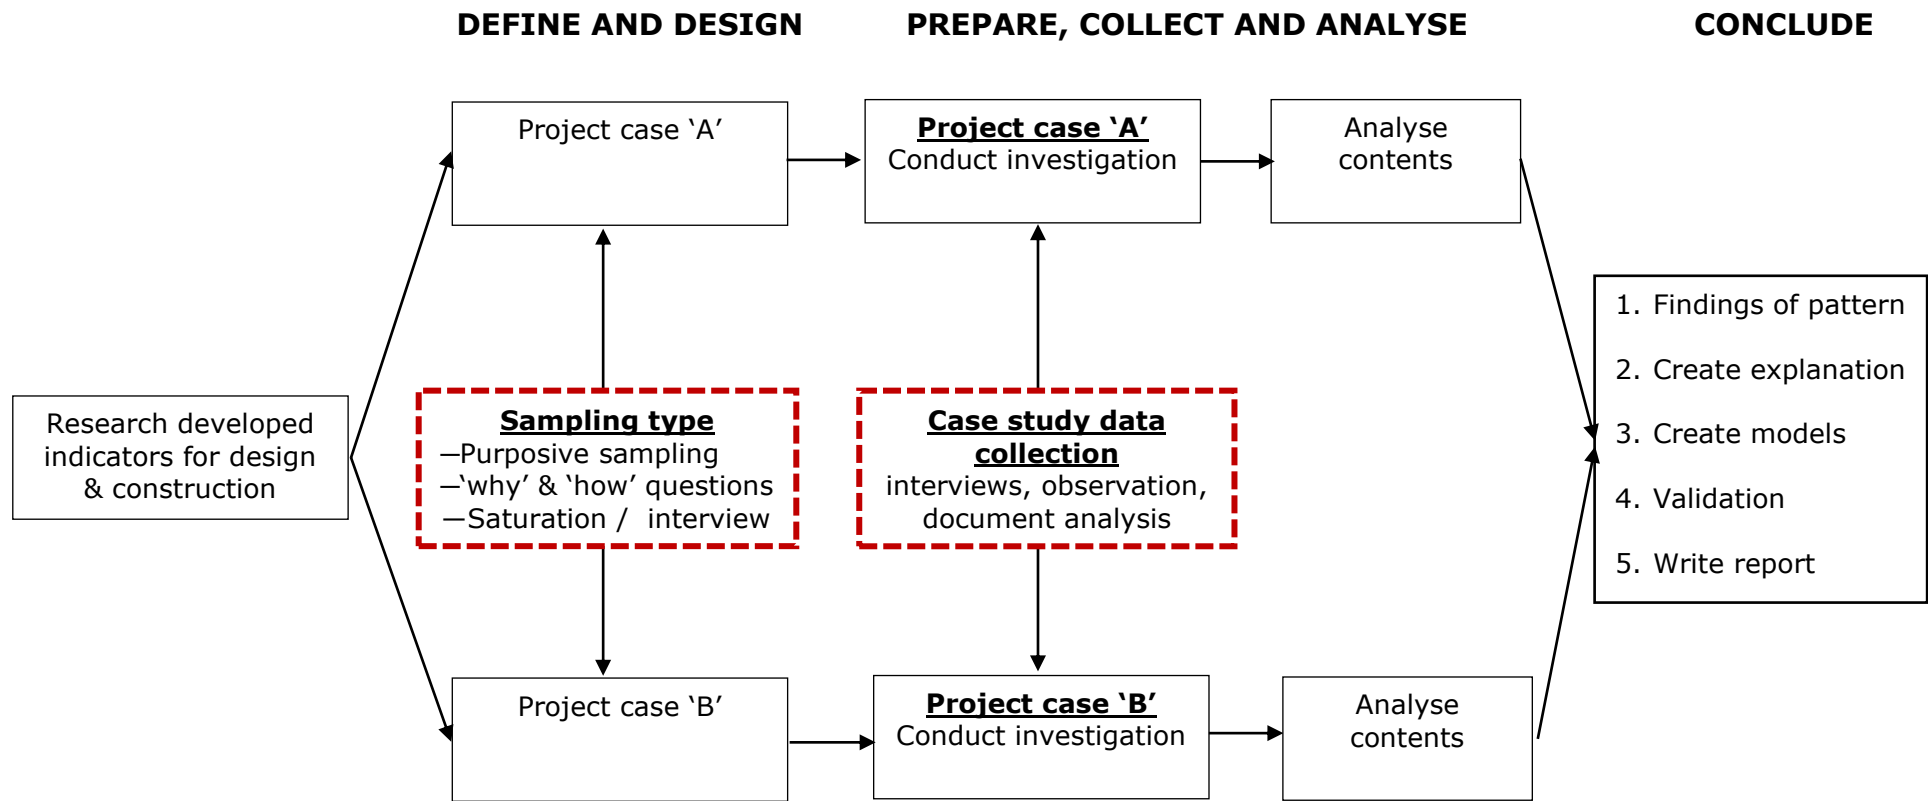 DEFINE AND DESIGN
PREPARE, COLLECT AND ANALYSE
CONCLUDE
Project case ‘A’
Project case ‘A’
Conduct investigation
Analyse
contents
Research developed
indicators for design
& construction
Sampling type
—Purposive sampling
—‘why’ & ‘how’ questions
—Saturation / interview
Case study data
collection
interviews, observation,
document analysis
1. Findings of pattern
2. Create explanation
3. Create models
4. Validation
5. Write report
Project case ‘B’
Project case ‘B’
Conduct investigation
Analyse
contents